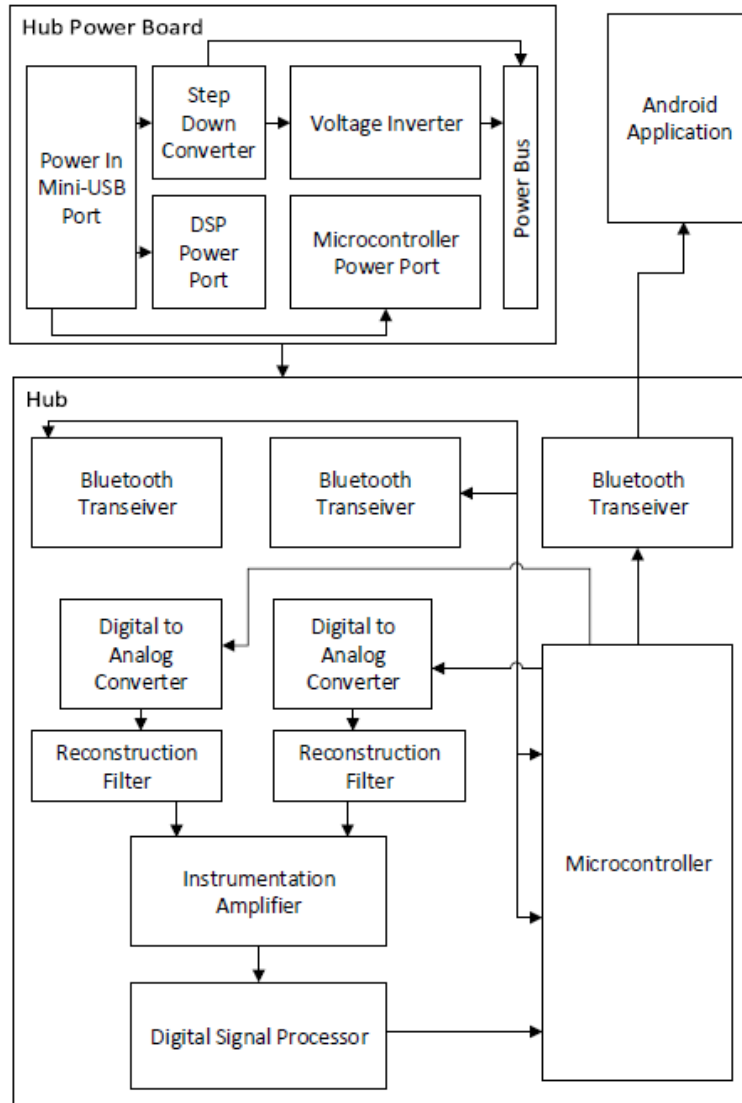 Hub Power Board
Power In
Mini-USB
Port
Step
Down
Converter
Voltage Inverter
Power Bus
DSP
Power
Port
Microcontroller
Power Port
Android
Application
Hub
Bluetooth
Transeiver
Bluetooth
Transeiver
Bluetooth
Transeiver
Digital to
Analog
Converter
Digital to
Analog
Converter
Reconstruction
Filter
Reconstruction
Filter
Instrumentation
Amplifier
Microcontroller
Digital Signal Processor